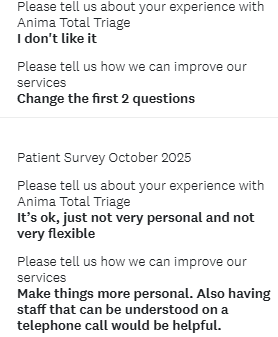 Please tell us about your experience with
Anima Total Triage
I don't like it
Please tell us how we can improve our
services
Change the first 2 questions
Patient Survey October 2025
Please tell us about your experience with
Anima Total Triage
It’s ok, just not very personal and not
very flexible
Please tell us how we can improve our
services
Make things more personal. Also having
staff that can be understood on a
telephone call would be helpful.